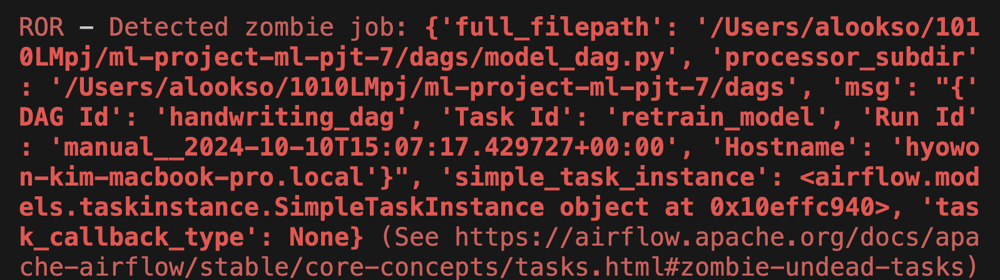 ROR – Detected zombie job: {'full_filepath': '/Users/alookso/101
0LMpj/ml-project-ml-pjt-7/dags/model_dag.py', 'processor_subdir'
: '/Users/alookso/1010LMpj/ml-project-ml-pjt-7/dags', 'msg': "{'
DAG Id': 'handwriting_dag', 'Task Id': 'retrain_model', 'Run Id'
: 'manual__2024-10-10T15:07:17.429727+00:00', 'Hostname': 'hyowo
n-kim-macbook-pro.local'}", 'simple_task_instance': <airflow.mod
els.taskinstance.SimpleTaskInstance object at 0x10effc940>, 'tas
k_callback_type': None} (See https://airflow.apache.org/docs/apa
che-airflow/stable/core-concepts/tasks.html#zombie-undead-tasks)